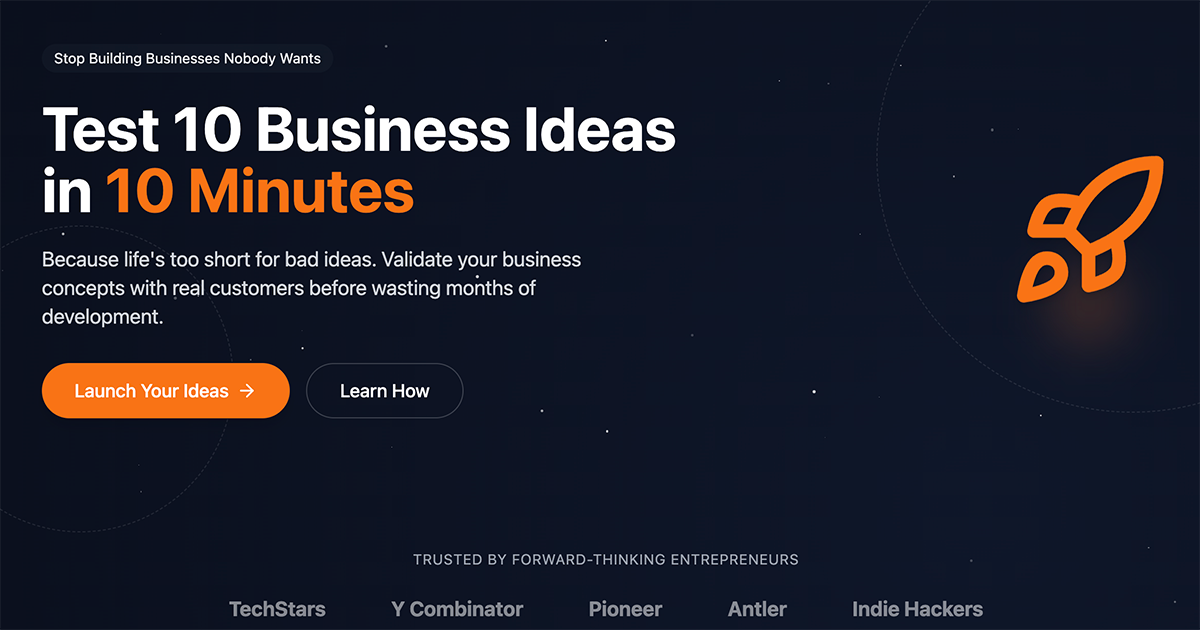 Stop Building Businesses Nobody Wants
Test 10 Business Ideas
in 10 Minutes
Because life's too short for bad ideas. Validate your business
concepts with real customers before wasting months of
development.
Launch Your Ideas →
Learn How
TRUSTED BY FORWARD-THINKING ENTREPRENEURS
TechStars
Y Combinator
Pioneer
Antler
Indie Hackers